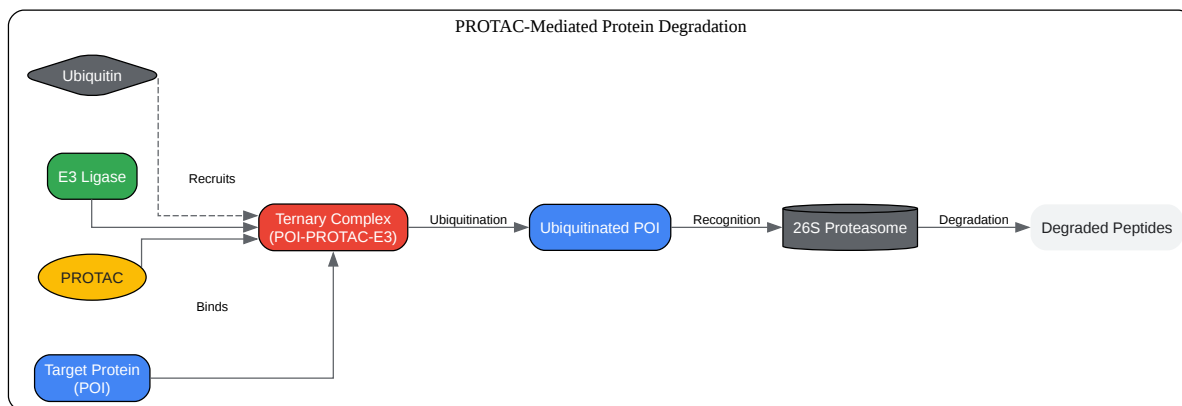 PROTAC-Mediated Protein Degradation
Ubiquitin
E3 Ligase
Recruits
Ternary Complex
(POI-PROTAC-E3)
Ubiquitination
Ubiquitinated POI
Recognition
26S Proteasome
Degradation
Degraded Peptides
PROTAC
Binds
Target Protein
(POI)